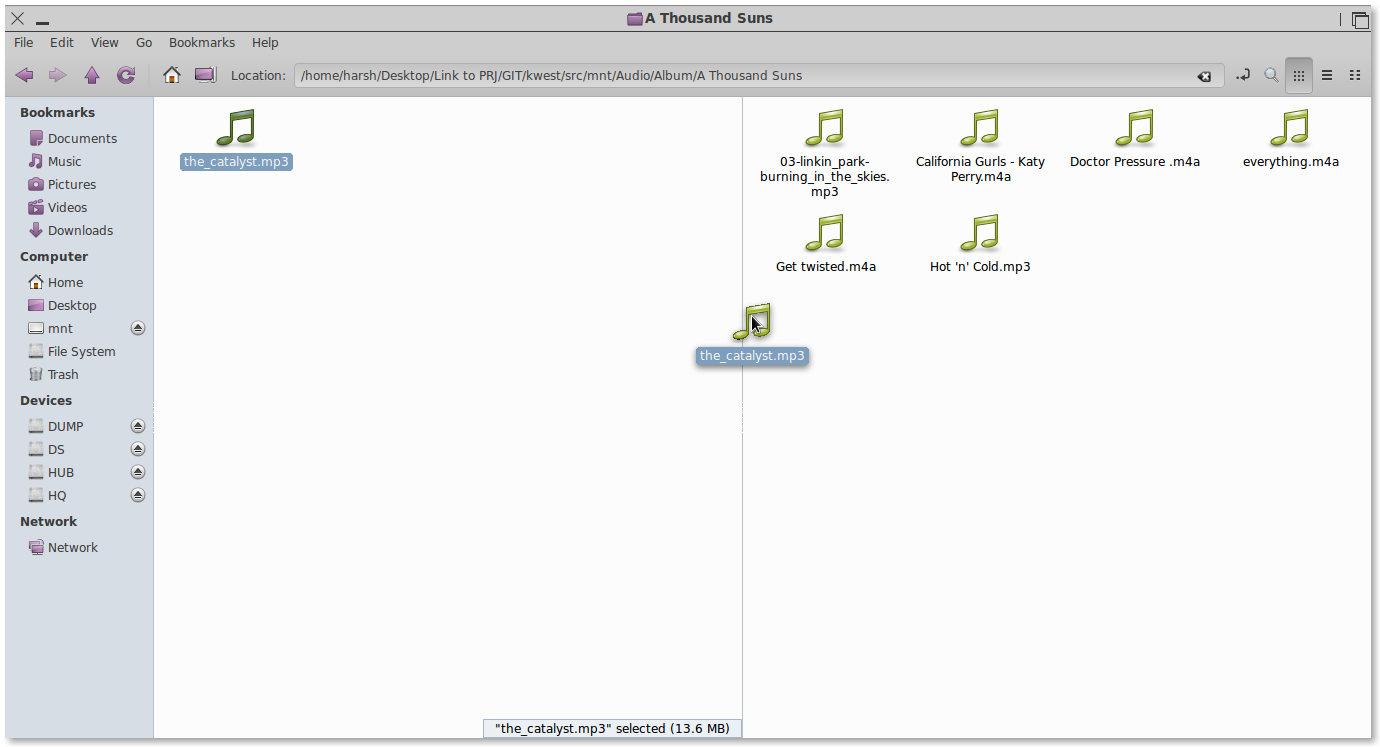 A Thousand Suns
File Edit View Go Bookmarks Help
Location: /home/harsh/Desktop/Link to PRJ/GIT/kwest/src/mnt/Audio/Album/A Thousand Suns
Bookmarks
Documents
Music
Pictures
Videos
Downloads
Computer
Home
Desktop
mnt
File System
Trash
Devices
DUMP
DS
HUB
HQ
Network
Network
the_catalyst.mp3
03-linkin_park-
burning_in_the_skies.
mp3
California Gurls - Katy
Perry.m4a
Doctor Pressure .m4a
everything.m4a
Get twisted.m4a
Hot 'n' Cold.mp3
the_catalyst.mp3
"the_catalyst.mp3" selected (13.6 MB)